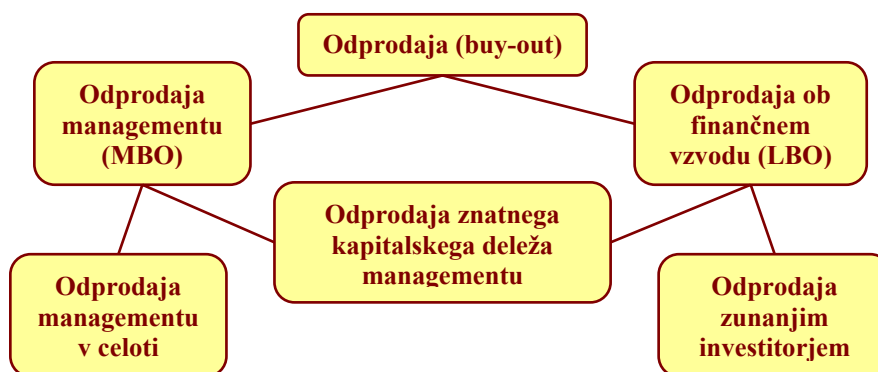 Odprodaja (buy-out)
Odprodaja
managementu
(MBO)
Odprodaja ob
finančnem
vzvodu (LBO)
Odprodaja znatnega
kapitalskega deleža
managementu
Odprodaja
managementu
v celoti
Odprodaja
zunanjim
investitorjem